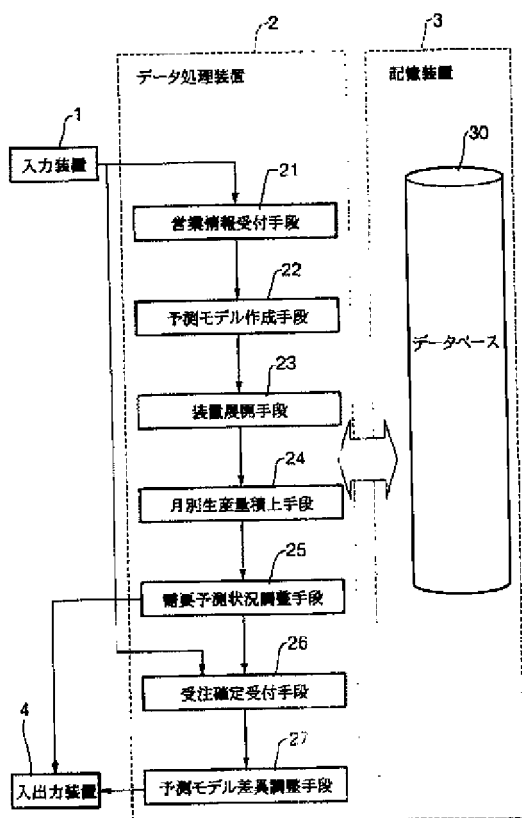 2
3
データ処理装置
記憶装置
1
入力装置
30
21
営業情報受付手段
22
予測モデル作成手段
データベース
23
装置展開手段
24
月別生産量積上手段
25
需要予測状況調整手段
26
受注確定受付手段
4
27
入出力装置
予測モデル差異調整手段